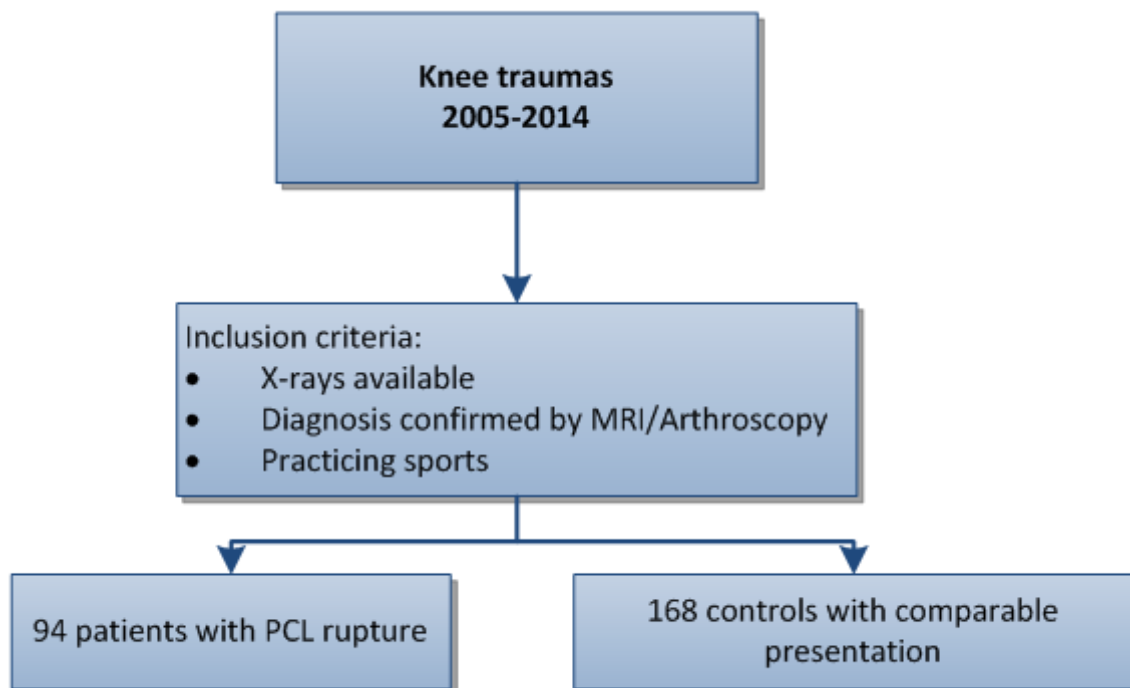 Knee traumas
2005-2014
Inclusion criteria:
• X-rays available
• Diagnosis confirmed by MRI/Arthroscopy
• Practicing sports
94 patients with PCL rupture
168 controls with comparable
presentation